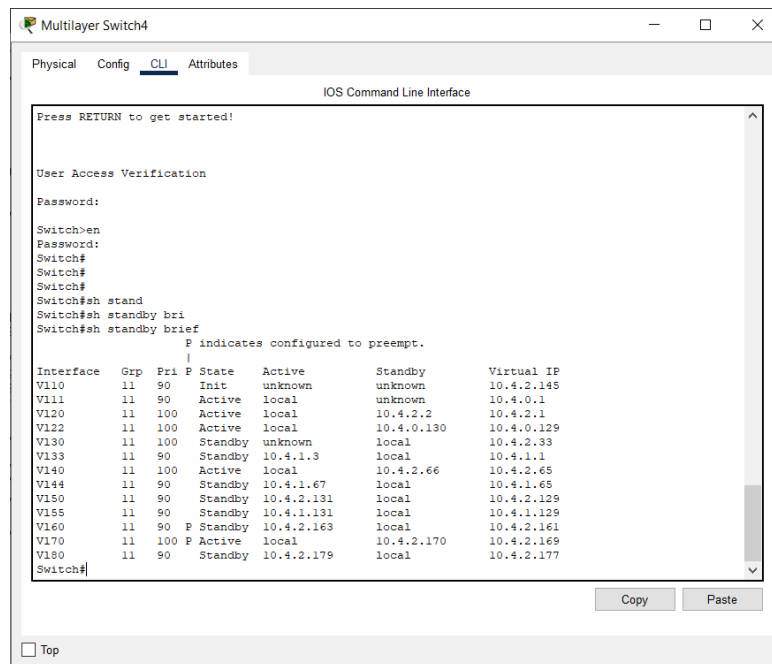 Multilayer Switch4
Physical Config CLI Attributes
IOS Command Line Interface
Press RETURN to get started!
User Access Verification
Password:
Switch>en
Password:
Switch#
Switch#
Switch#
Switch#sh stand
Switch#sh standby bri
Switch#sh standby brief
P indicates configured to preempt.
|
Interface Grp Pri P State Active Standby Virtual IP
Vl10 11 90 Init unknown unknown 10.4.2.145
Vl11 11 90 Active local unknown 10.4.0.1
Vl20 11 100 Active local 10.4.2.2 10.4.2.1
Vl22 11 100 Active local 10.4.0.130 10.4.0.129
Vl30 11 100 Standby unknown local 10.4.2.33
Vl33 11 90 Standby 10.4.1.3 local 10.4.1.1
Vl40 11 100 Active local 10.4.2.66 10.4.2.65
Vl44 11 90 Standby 10.4.1.67 local 10.4.1.65
Vl50 11 90 Standby 10.4.2.131 local 10.4.2.129
Vl55 11 90 Standby 10.4.1.131 local 10.4.1.129
Vl60 11 90 P Standby 10.4.2.163 local 10.4.2.161
Vl70 11 100 P Active local 10.4.2.170 10.4.2.169
Vl80 11 90 Standby 10.4.2.179 local 10.4.2.177
Switch#
Copy Paste
Top